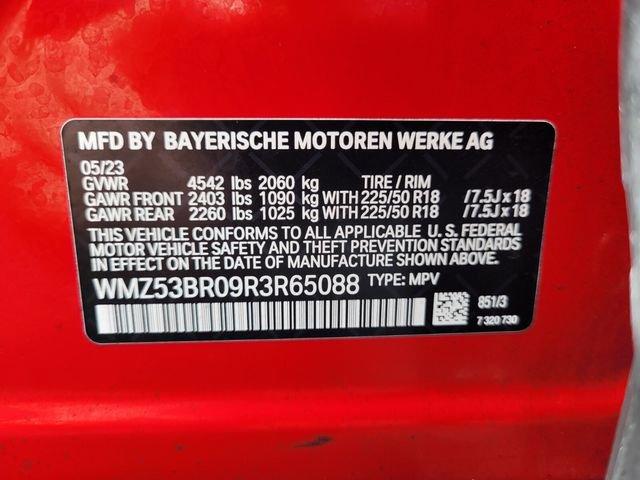 MFD BY BAYERISCHE MOTOREN WERKE AG
05/23
GVWR 4542 lbs 2060 kg TIRE / RIM
GAWR FRONT 2403 lbs 1090 kg WITH 225/50 R18 /7.5J x 18
GAWR REAR 2260 lbs 1025 kg WITH 225/50 R18 /7.5J x 18
THIS VEHICLE CONFORMS TO ALL APPLICABLE U. S. FEDERAL
MOTOR VEHICLE SAFETY AND THEFT PREVENTION STANDARDS
IN EFFECT ON THE DATE OF MANUFACTURE SHOWN ABOVE.
WMZ53BR09R3R65088 TYPE: MPV
851/3
7 320 730